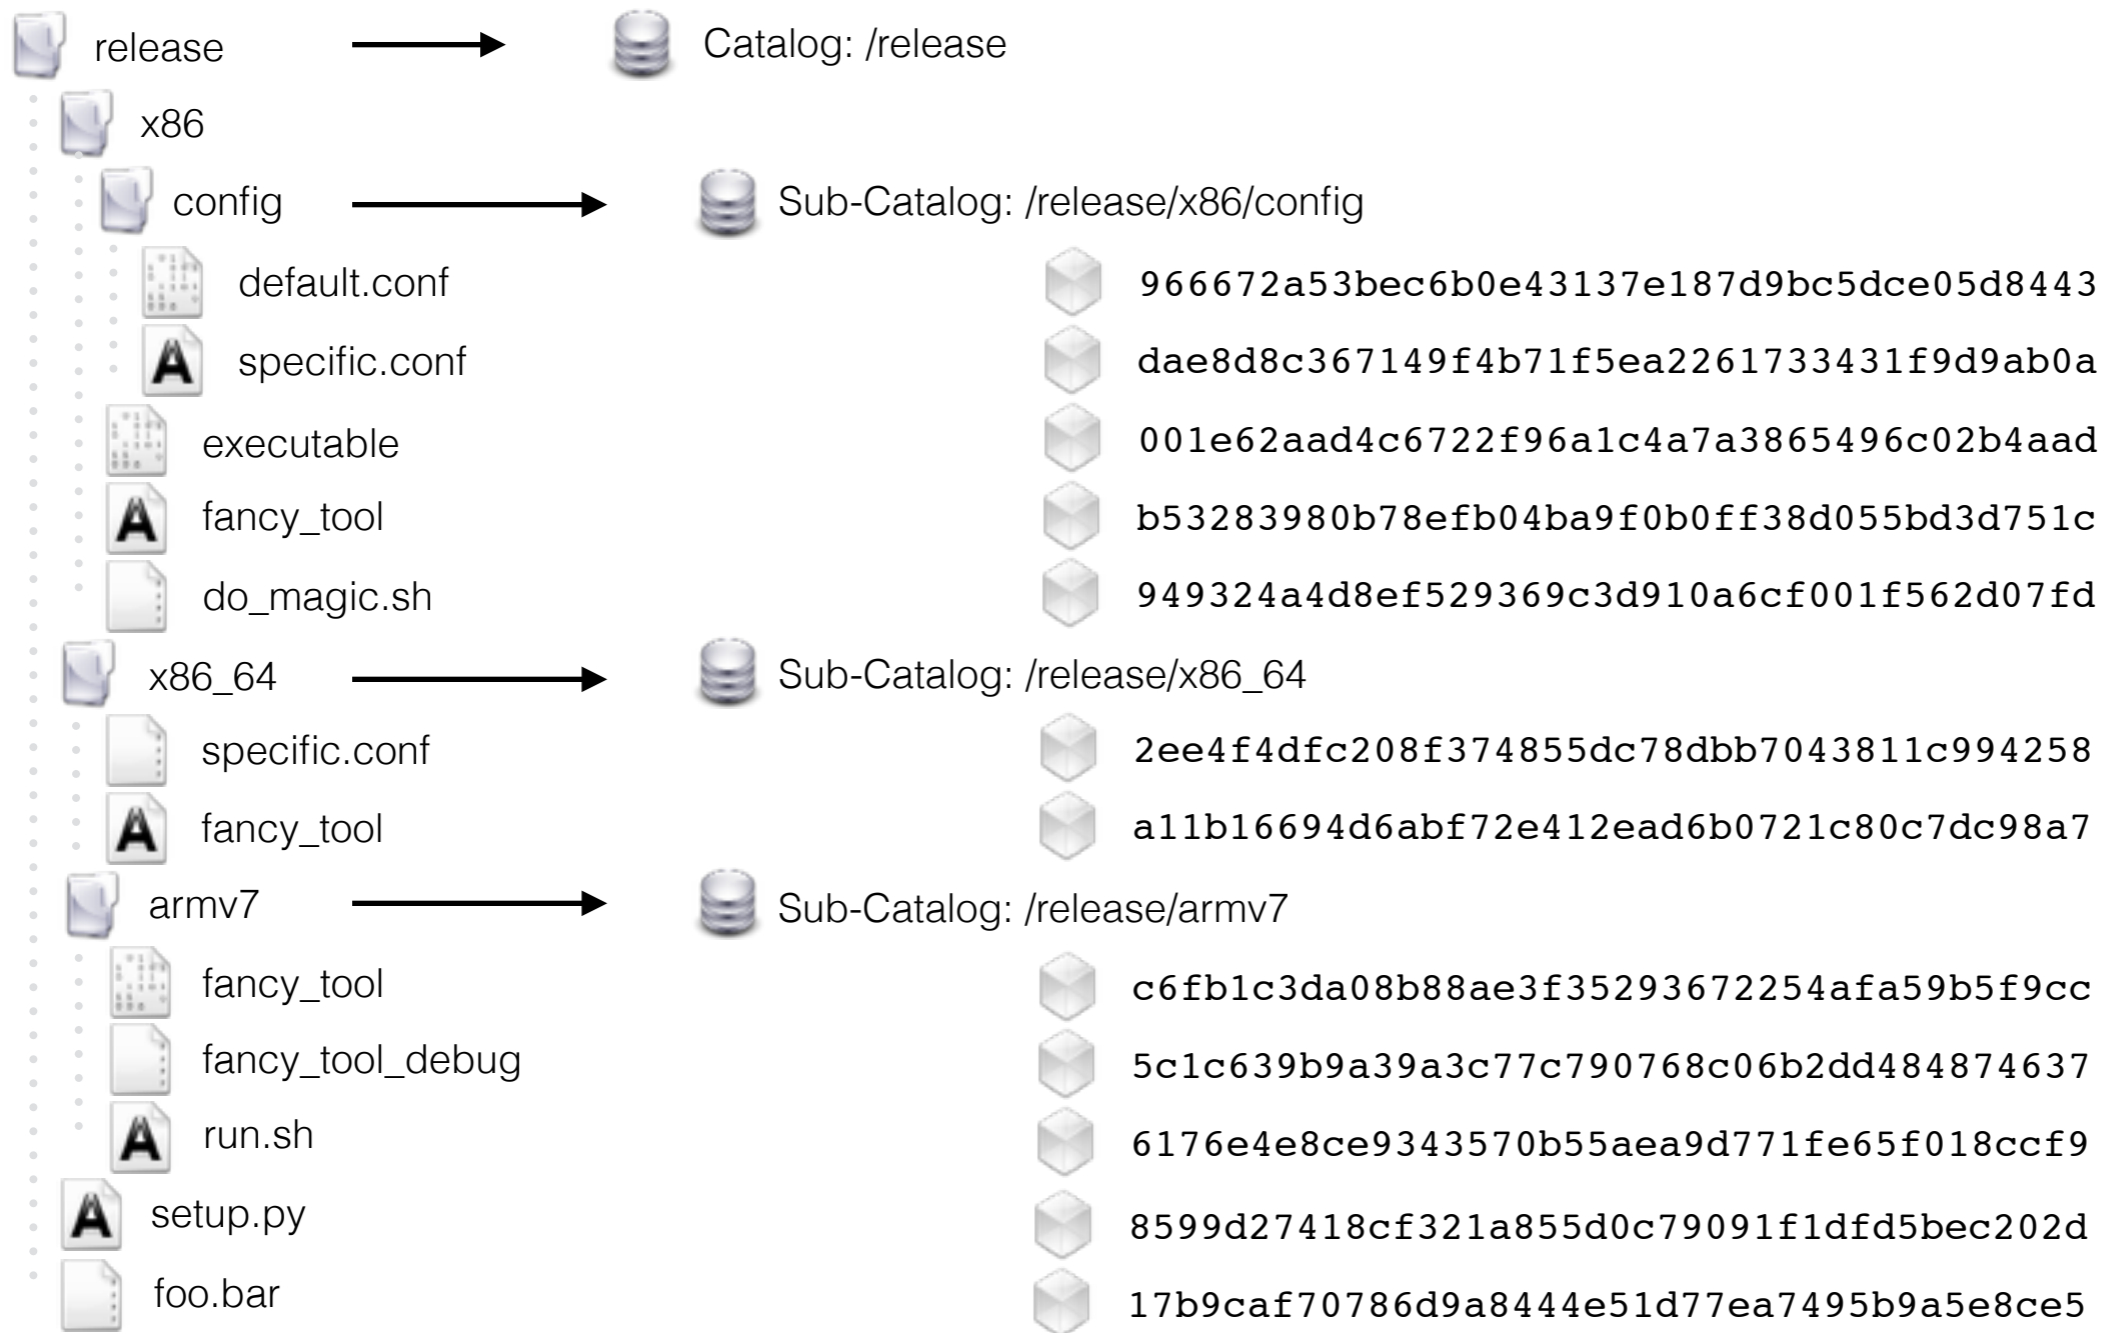 release Catalog: /release
x86
config Sub-Catalog: /release/x86/config
default.conf 966672a53bec6b0e43137e187d9bc5dce05d8443
specific.conf dae8d8c367149f4b71f5ea2261733431f9d9ab0a
executable 001e62aad4c6722f96a1c4a7a3865496c02b4aad
fancy_tool b53283980b78efb04ba9f0b0ff38d055bd3d751c
do_magic.sh 949324a4d8ef529369c3d910a6cf001f562d07fd
x86_64 Sub-Catalog: /release/x86_64
specific.conf 2ee4f4dfc208f374855dc78dbb7043811c994258
fancy_tool a11b16694d6abf72e412ead6b0721c80c7dc98a7
armv7 Sub-Catalog: /release/armv7
fancy_tool c6fb1c3da08b88ae3f35293672254afa59b5f9cc
fancy_tool_debug 5c1c639b9a39a3c77c790768c06b2dd484874637
run.sh 6176e4e8ce9343570b55aea9d771fe65f018ccf9
setup.py 8599d27418cf321a855d0c79091f1dfd5bec202d
foo.bar 17b9caf70786d9a8444e51d77ea7495b9a5e8ce5